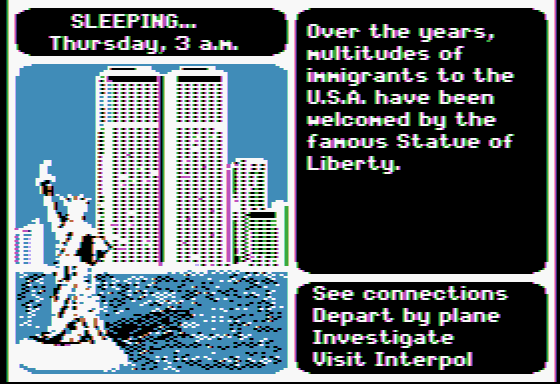 SLEEPING...
Thursday, 3 a.m.
Over the years,
multitudes of
immigrants to the
U.S.A. have been
welcomed by the
famous Statue of
Liberty.
See connections
Depart by plane
Investigate
Visit Interpol